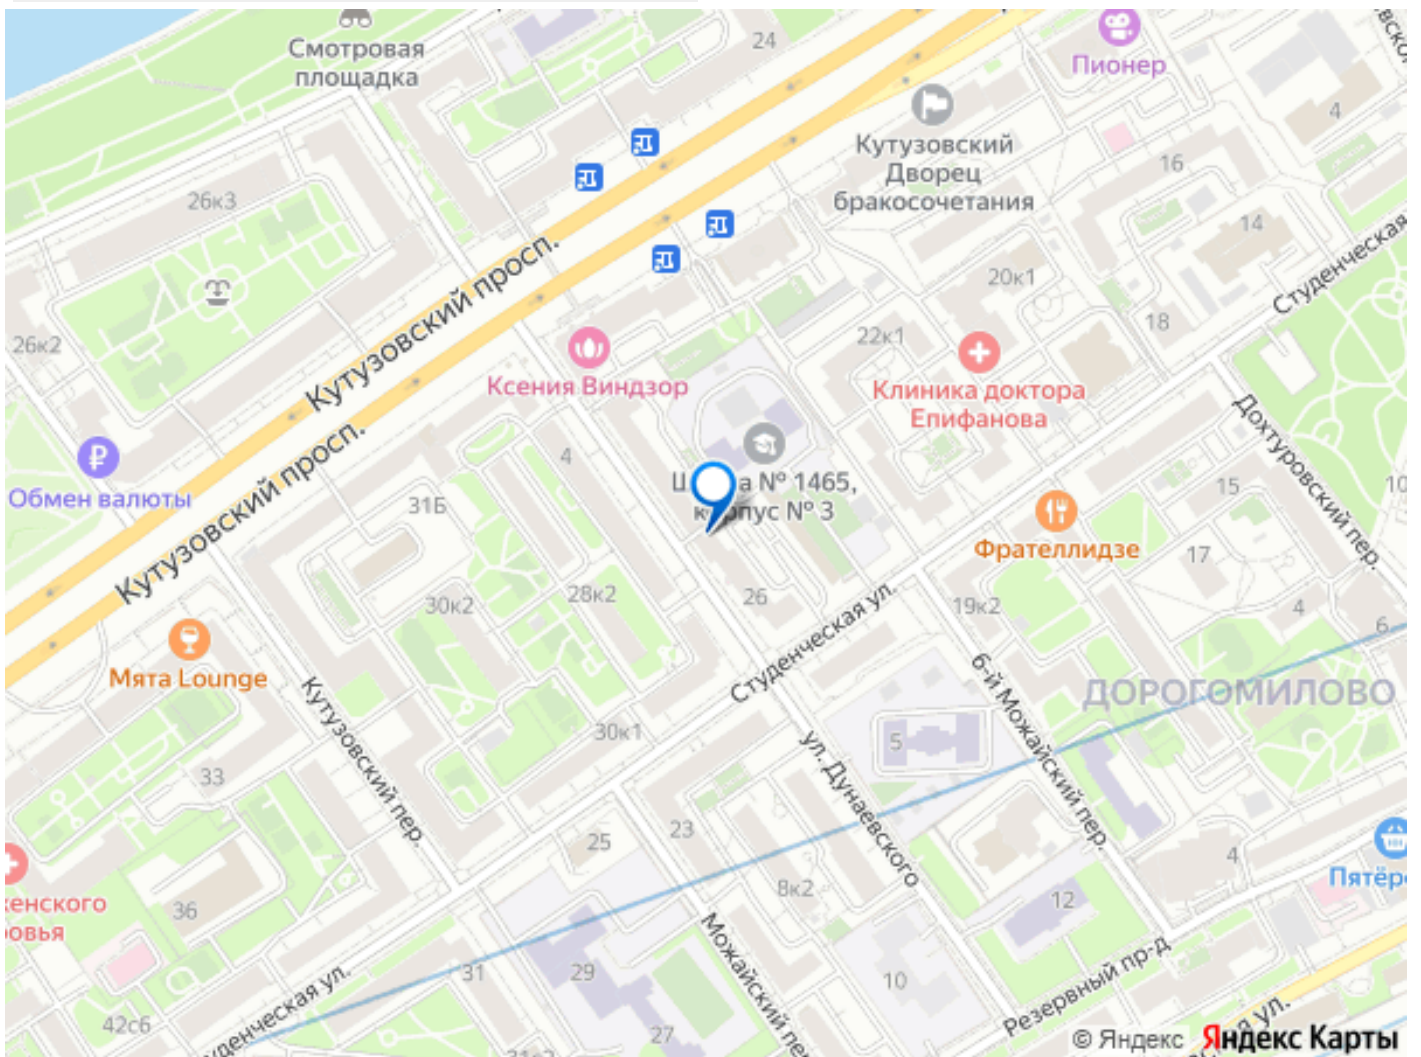 Смотровая
площадка
24
Пионер
4
Кутузовский
Дворец
бракосочетания
16
26к3
14
Студенческая
Кутузовский просп.
20к1
18
26к2
22к1
Ксения Виндзор
Клиника доктора
Епифанова
Дохтуровский пер.
Кутузовский просп.
4
Обмен валюты
31Б
а № 1465,
№ 3
15
10
Фрателлидзе
17
30к2
28к2
26
Студенческая ул.
19к2
4
6
Мята Lounge
6-й Можайский пер.
ДОРОГОМИЛОВО
Кутузовский пер.
30к1
5
ул. Дунаевского
33
23
25
4
8к2
36
12
Можайский
31
29
10
Резервный пр-д
ул.
42с6
27
© Яндекс Яндекс Карты